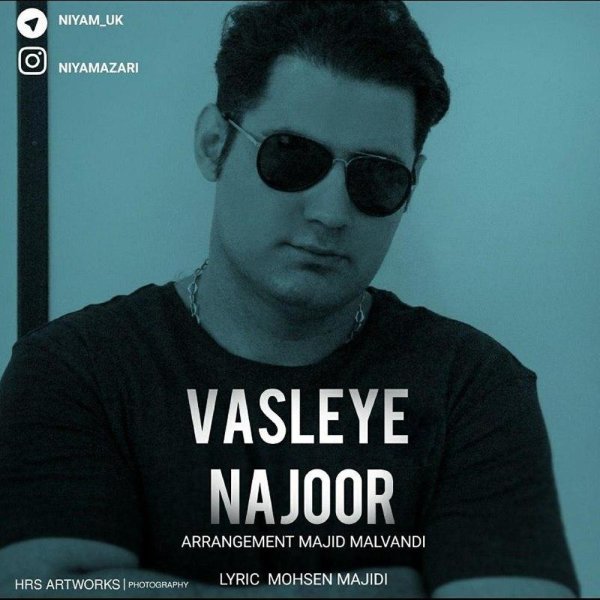 NIYAM_UK
NIYAMAZARI
VASLEYE
NAJOOR
ARRANGEMENT MAJID MALVANDI
LYRIC MOHSEN MAJIDI
HRS ARTWORKS | PHOTOGRAPHY